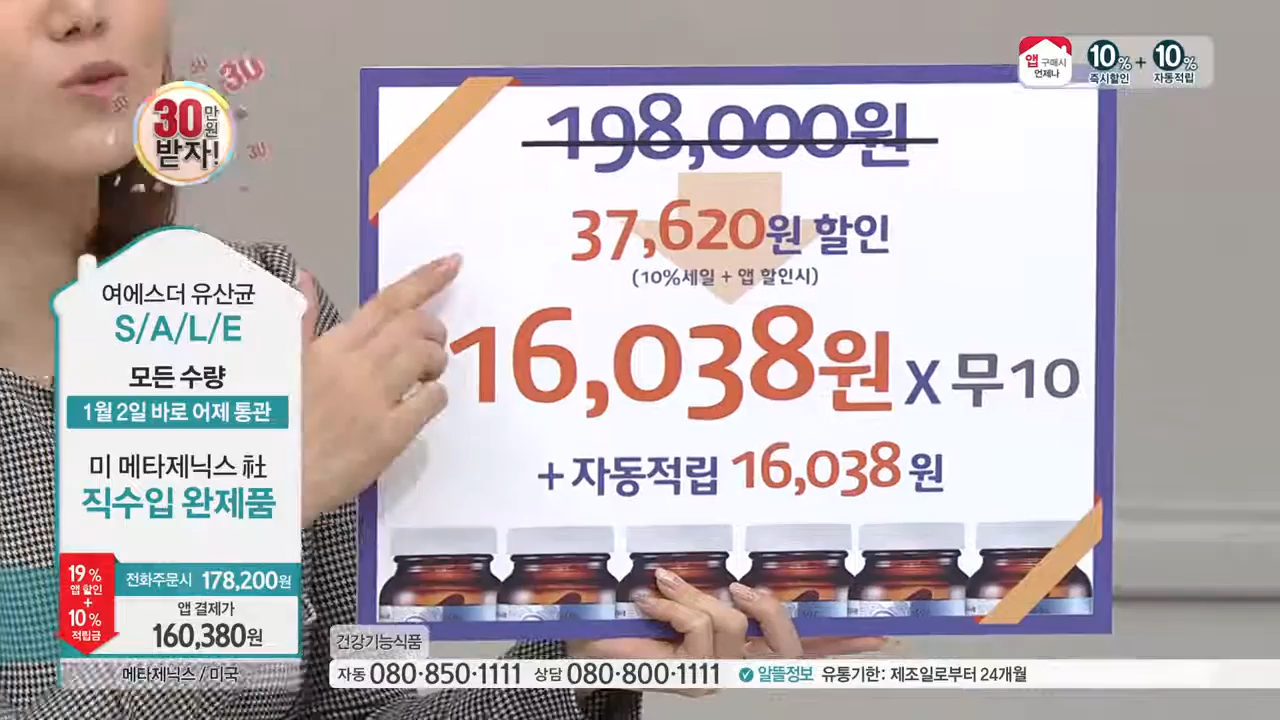 앱 구매시
언제나
10% + 10%
즉시할인 자동적립
30만원
받자!
30
30
198,000원
37,620원 할인
(10%세일 + 앱 할인시)
16,038원 X 무10
+ 자동적립 16,038원
여에스더 유산균
S/A/L/E
모든 수량
1월 2일 바로 어제 통관
미 메타제닉스 社
직수입 완제품
19%
앱 할인
+
10%
적립금
전화주문시 178,200원
앱 결제가
160,380원
메타제닉스 / 미국
건강기능식품
자동 080·850·1111 상담 080·800·1111 알뜰정보 유통기한: 제조일로부터 24개월